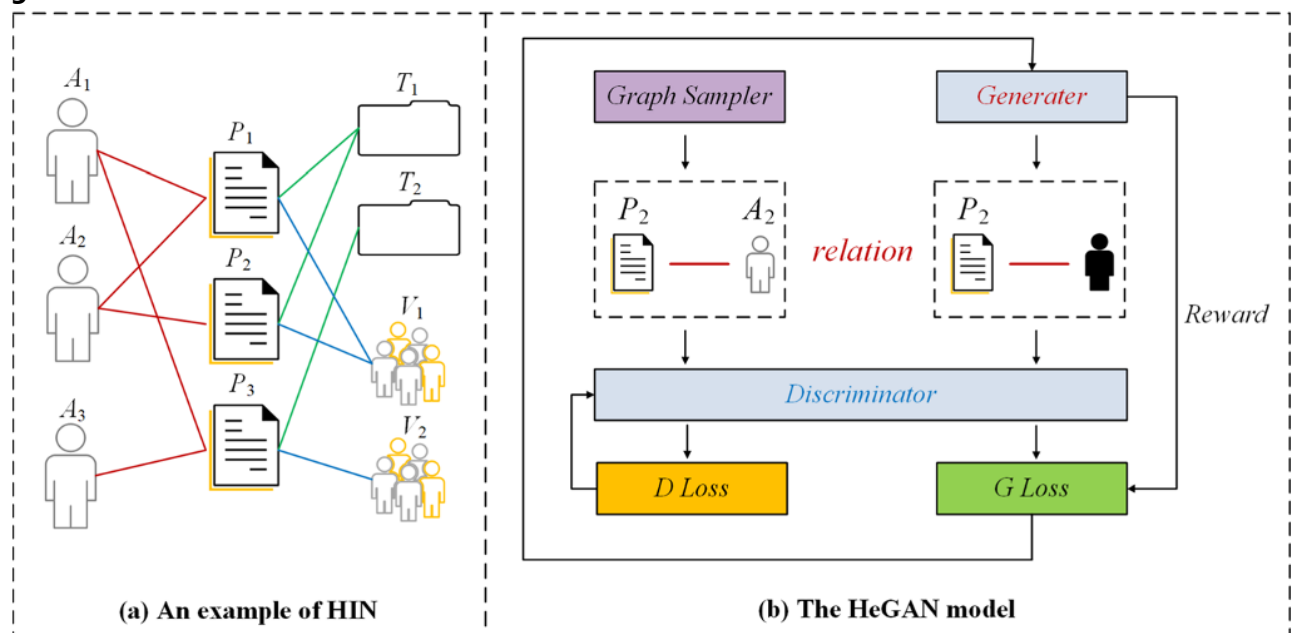 A₁
A₂
A₃
P₁
P₂
P₃
T₁
T₂
V₁
V₂
(a) An example of HIN
Graph Sampler
Generater
P₂
A₂
relation
P₂
Reward
Discriminator
D Loss
G Loss
(b) The HeGAN model